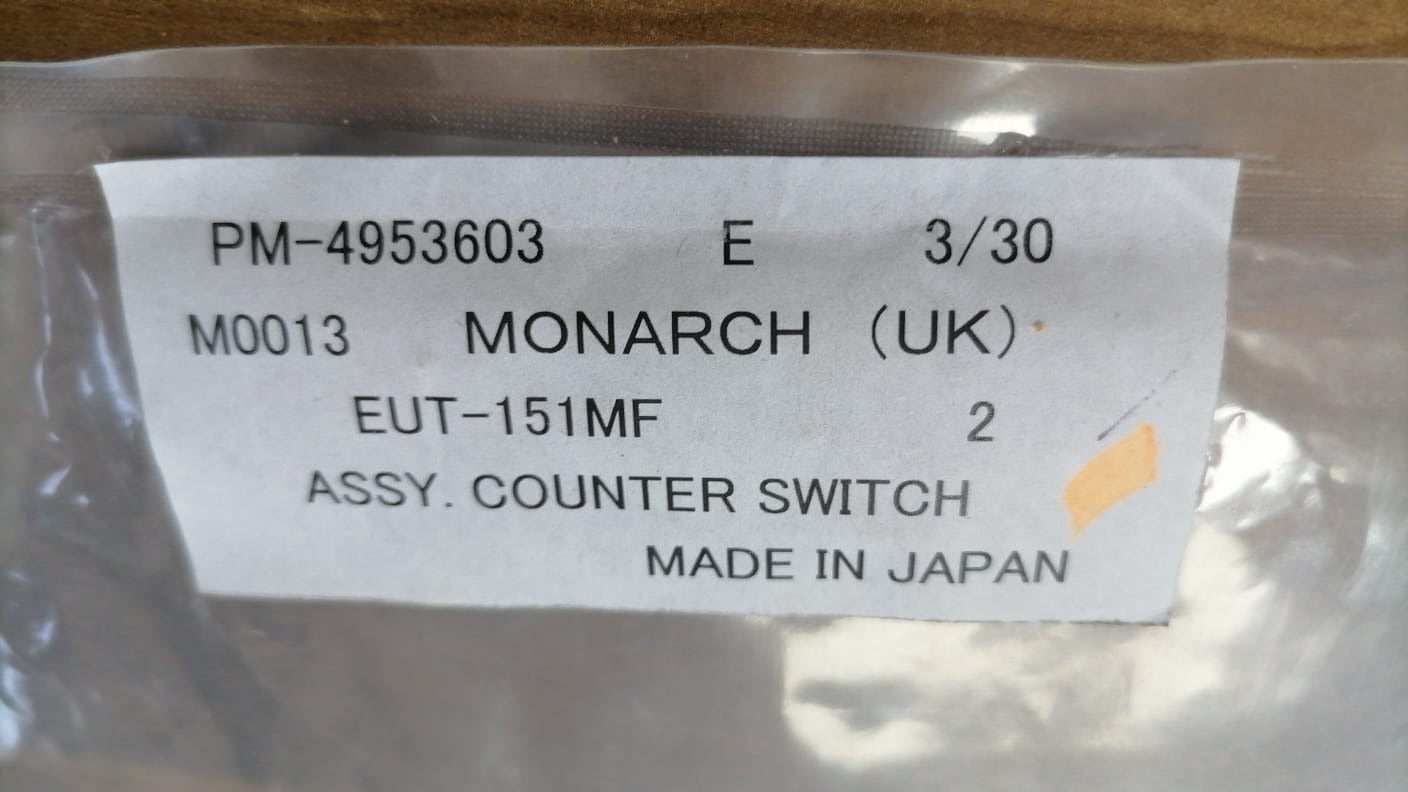 PM-4953603 E 3/30
M0013 MONARCH (UK)
EUT-151MF 2
ASSY. COUNTER SWITCH
MADE IN JAPAN